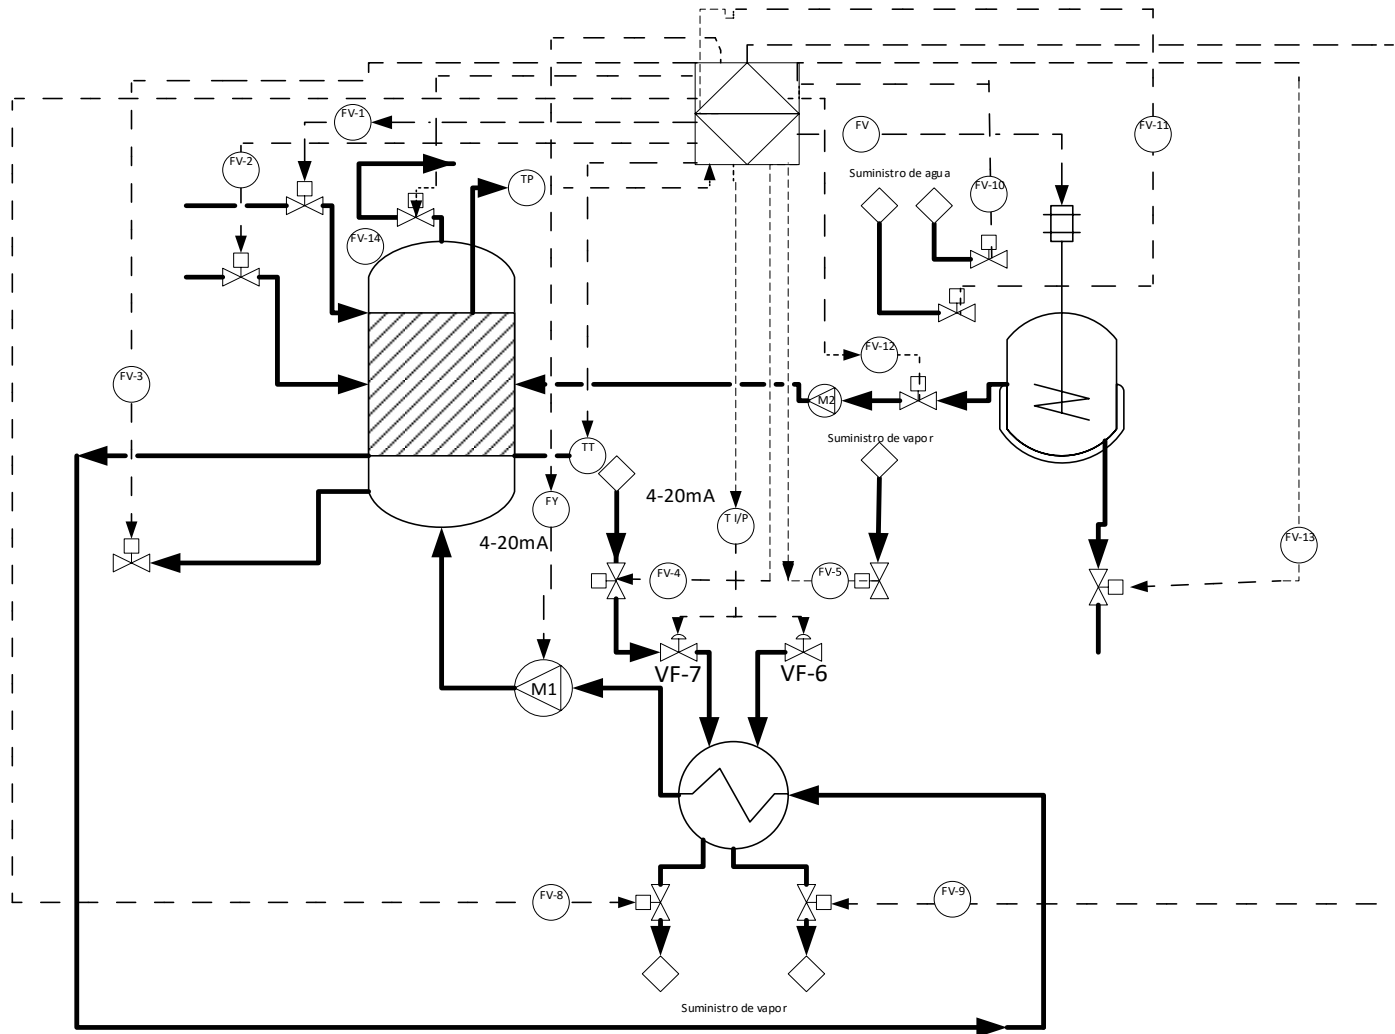 FV-1
FV
FV-11
FV-2
Suministro de agua
TP
FV-10
FV-14
FV-12
FV-3
M2
Suministro de vapor
TT
4-20mA
FY
T I/P
4-20mA
FV-13
FV-4
FV-5
VF-7
VF-6
M1
FV-8
FV-9
Suministro de vapor